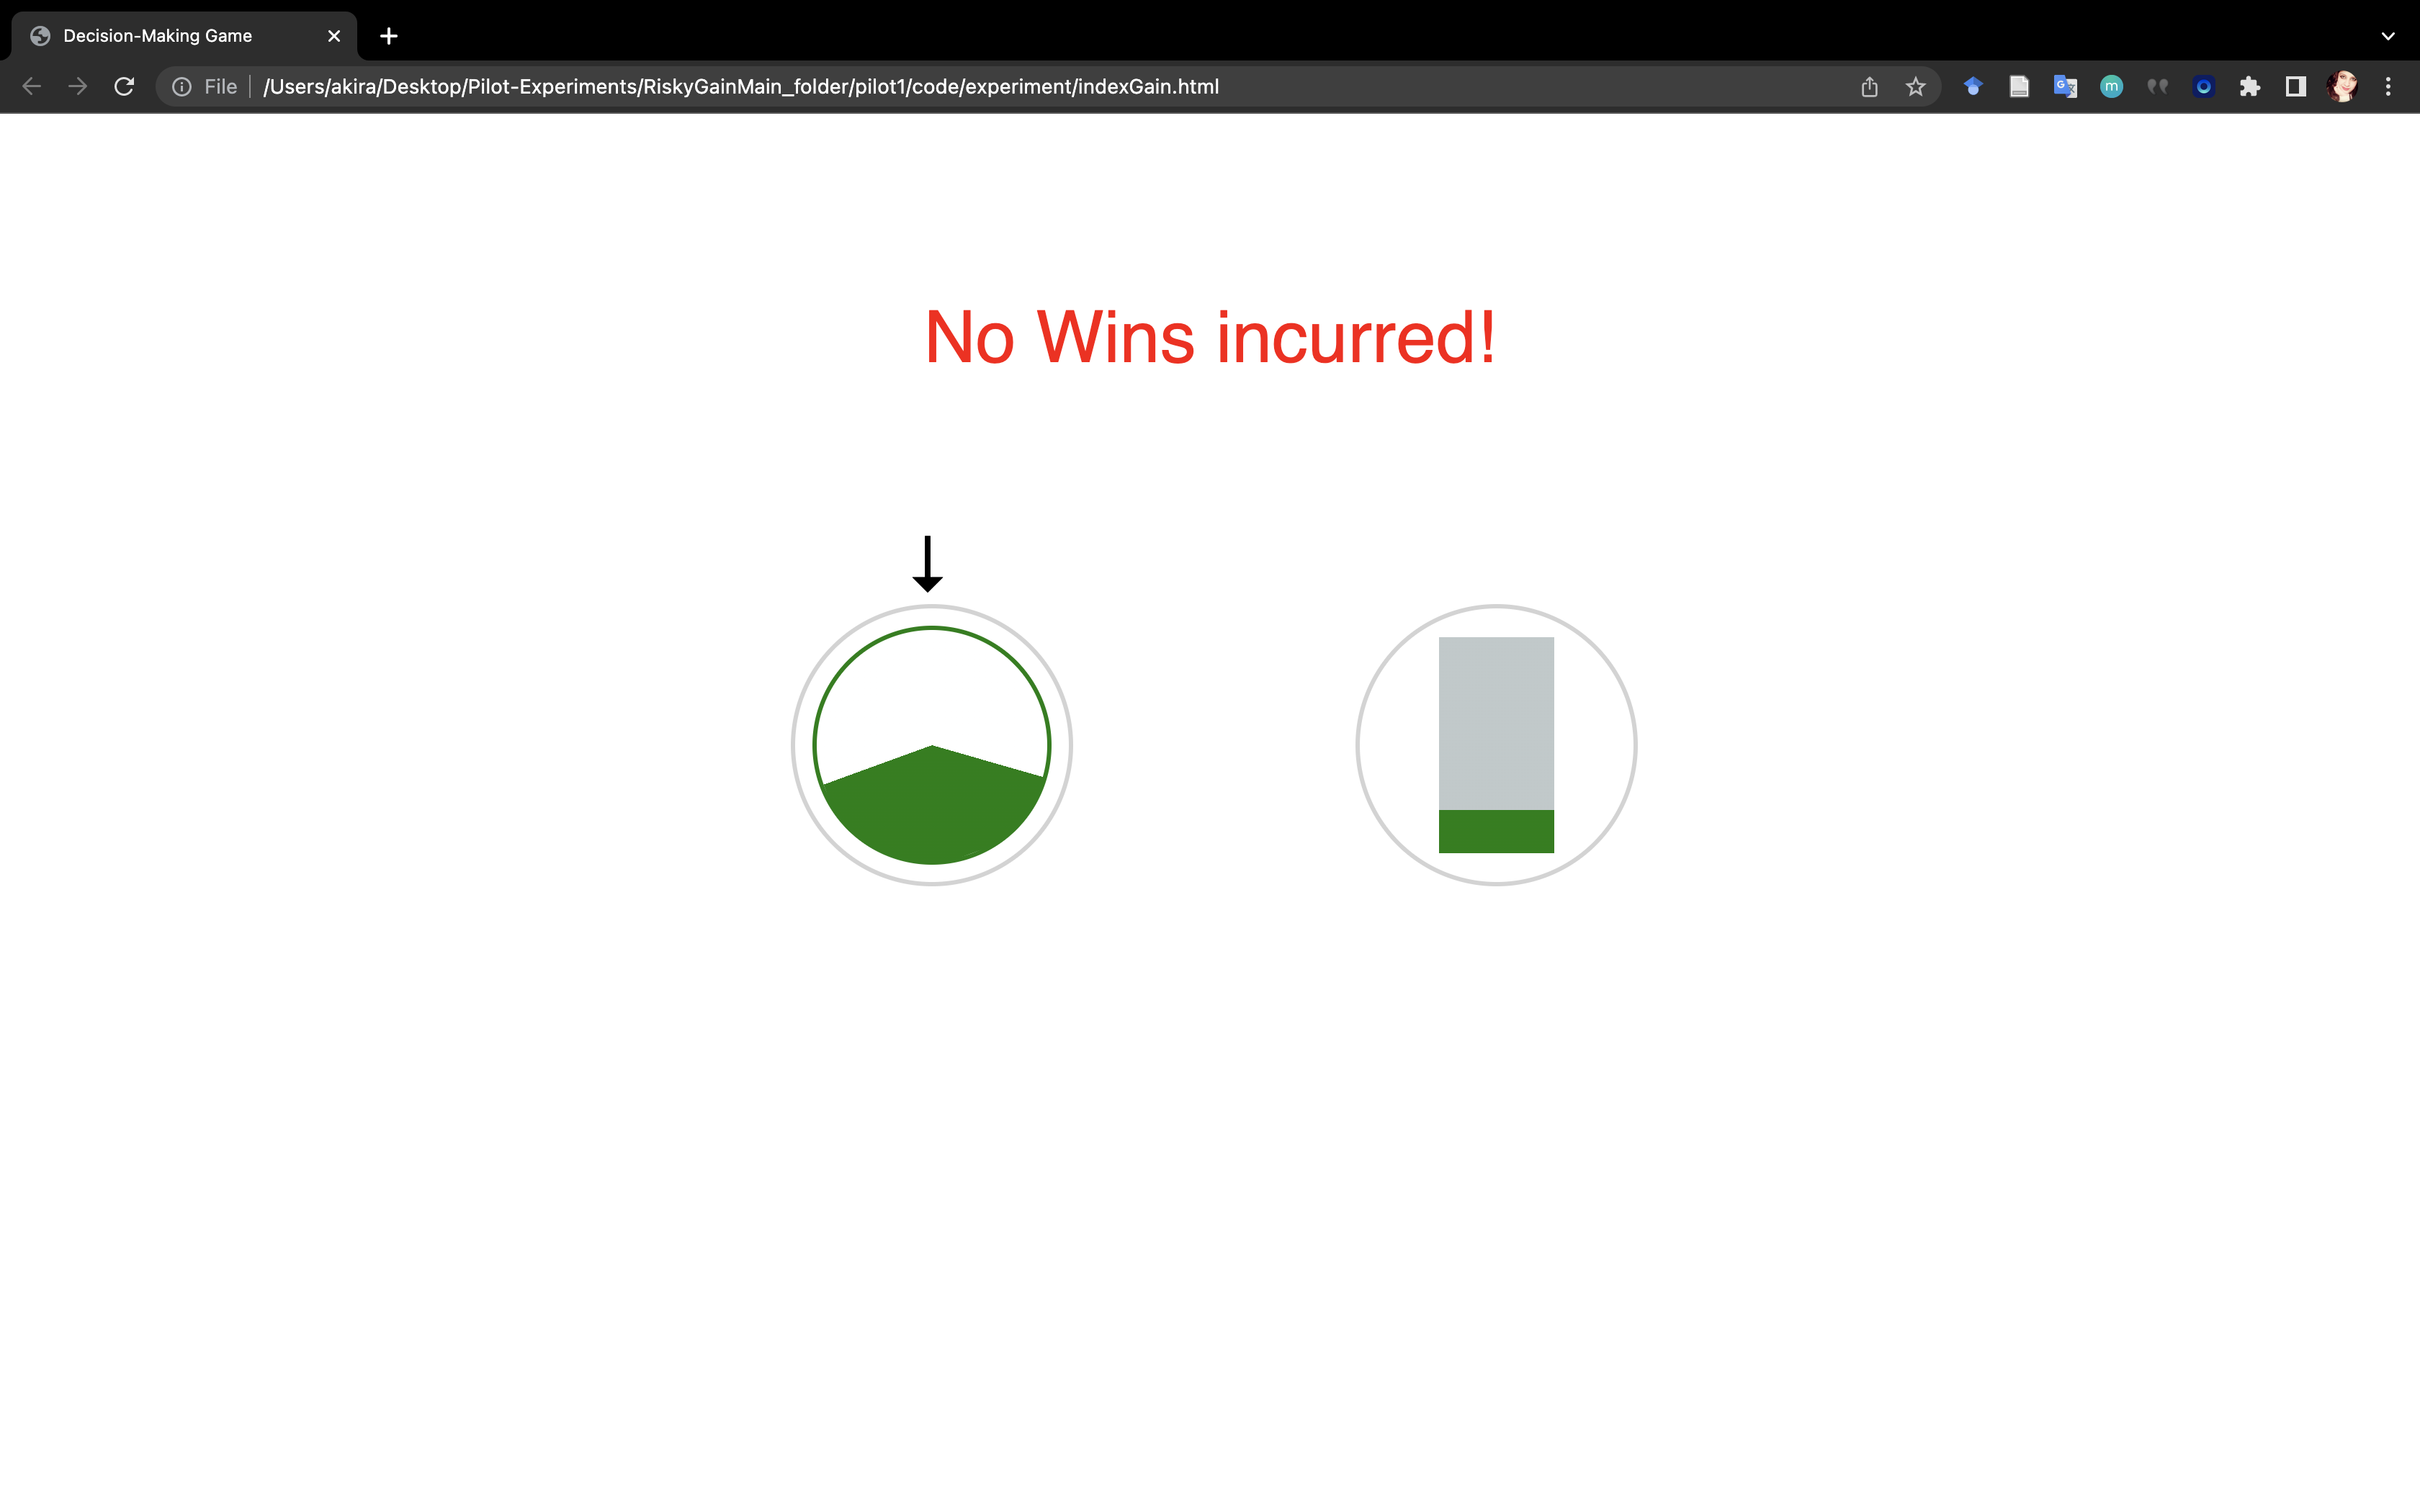 Decision-Making Game
File
/Users/akira/Desktop/Pilot-Experiments/RiskyGainMain_folder/pilot1/code/experiment/indexGain.html
m
No Wins incurred!